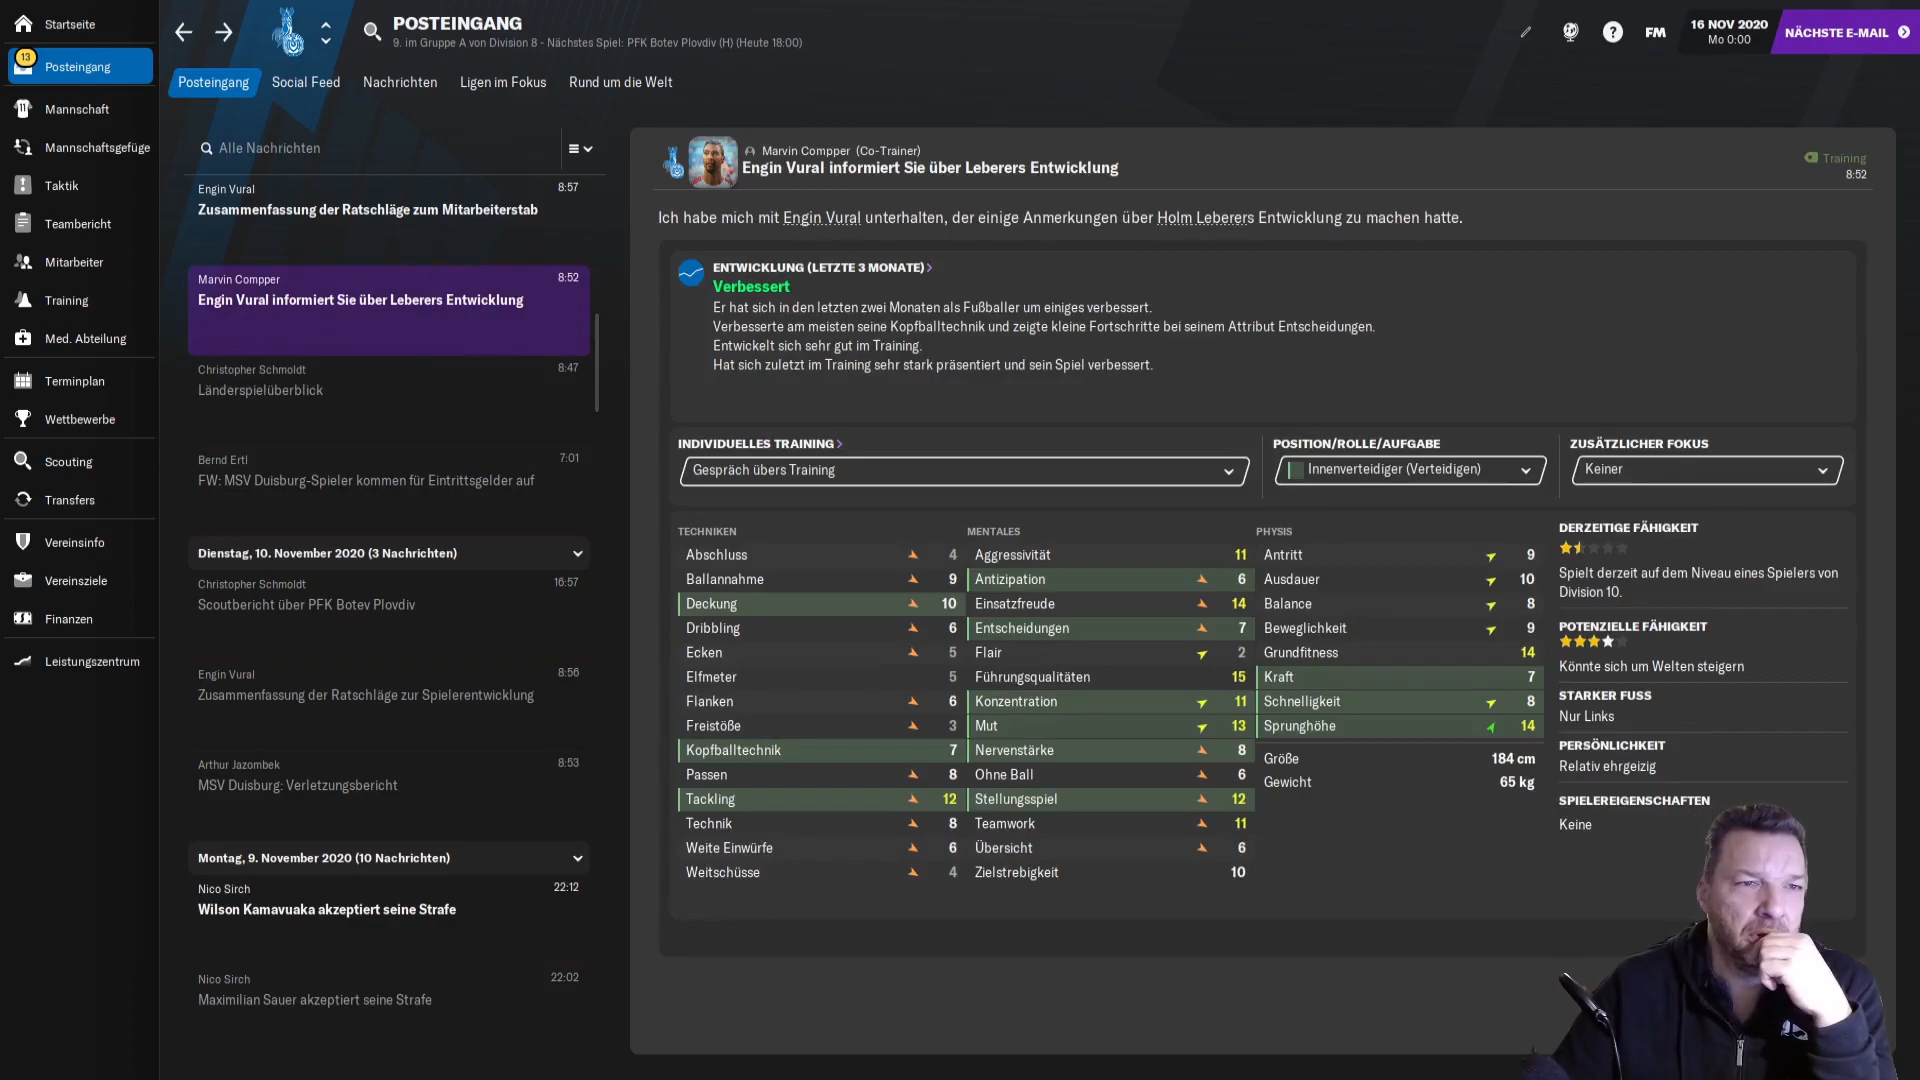 Startseite
13
Posteingang
Mannschaft
Mannschaftsgefüge
Taktik
Teambericht
Mitarbeiter
Training
Med. Abteilung
Terminplan
Wettbewerbe
Scouting
Transfers
Vereinsinfo
Vereinsziele
Finanzen
Leistungszentrum
POSTEINGANG
9. im Gruppe A von Division 8 - Nächstes Spiel: PFK Botev Plovdiv (H) (Heute 18:00)
FM
16 NOV 2020
Mo 0:00
NÄCHSTE E-MAIL
Posteingang Social Feed Nachrichten Ligen im Fokus Rund um die Welt
Alle Nachrichten
Engin Vural 8:57
Zusammenfassung der Ratschläge zum Mitarbeiterstab
Marvin Compper 8:52
Engin Vural informiert Sie über Leberers Entwicklung
Christopher Schmoldt 8:47
Länderspielüberblick
Bernd Ertl 7:01
FW: MSV Duisburg-Spieler kommen für Eintrittsgelder auf
Dienstag, 10. November 2020 (3 Nachrichten)
Christopher Schmoldt 16:57
Scoutbericht über PFK Botev Plovdiv
Engin Vural 8:56
Zusammenfassung der Ratschläge zur Spielerentwicklung
Arthur Jazombek 8:53
MSV Duisburg: Verletzungsbericht
Montag, 9. November 2020 (10 Nachrichten)
Nico Sirch 22:12
Wilson Kamavuaka akzeptiert seine Strafe
Nico Sirch 22:02
Maximilian Sauer akzeptiert seine Strafe
Marvin Compper (Co-Trainer)
Engin Vural informiert Sie über Leberers Entwicklung
Training
8:52
Ich habe mich mit Engin Vural unterhalten, der einige Anmerkungen über Holm Leberers Entwicklung zu machen hatte.
ENTWICKLUNG (LETZTE 3 MONATE)
Verbessert
Er hat sich in den letzten zwei Monaten als Fußballer um einiges verbessert.
Verbesserte am meisten seine Kopfballtechnik und zeigte kleine Fortschritte bei seinem Attribut Entscheidungen.
Entwickelt sich sehr gut im Training.
Hat sich zuletzt im Training sehr stark präsentiert und sein Spiel verbessert.
INDIVIDUELLES TRAINING
Gespräch übers Training
POSITION/ROLLE/AUFGABE
Innenverteidiger (Verteidigen)
ZUSÄTZLICHER FOKUS
Keiner
TECHNIKEN
Abschluss 4
Ballannahme 9
Deckung 10
Dribbling 6
Ecken 5
Elfmeter 5
Flanken 6
Freistöße 3
Kopfballtechnik 7
Passen 8
Tackling 12
Technik 8
Weite Einwürfe 6
Weitschüsse 4
MENTALES
Aggressivität 11
Antizipation 6
Einsatzfreude 14
Entscheidungen 7
Flair 2
Führungsqualitäten 15
Konzentration 11
Mut 13
Nervenstärke 8
Ohne Ball 6
Stellungsspiel 12
Teamwork 11
Übersicht 6
Zielstrebigkeit 10
PHYSIS
Antritt 9
Ausdauer 10
Balance 8
Beweglichkeit 9
Grundfitness 14
Kraft 7
Schnelligkeit 8
Sprunghöhe 14
Größe 184 cm
Gewicht 65 kg
DERZEITIGE FÄHIGKEIT
Spielt derzeit auf dem Niveau eines Spielers von
Division 10.
POTENZIELLE FÄHIGKEIT
Könnte sich um Welten steigern
STARKER FUSS
Nur Links
PERSÖNLICHKEIT
Relativ ehrgeizig
SPIELEREIGENSCHAFTEN
Keine